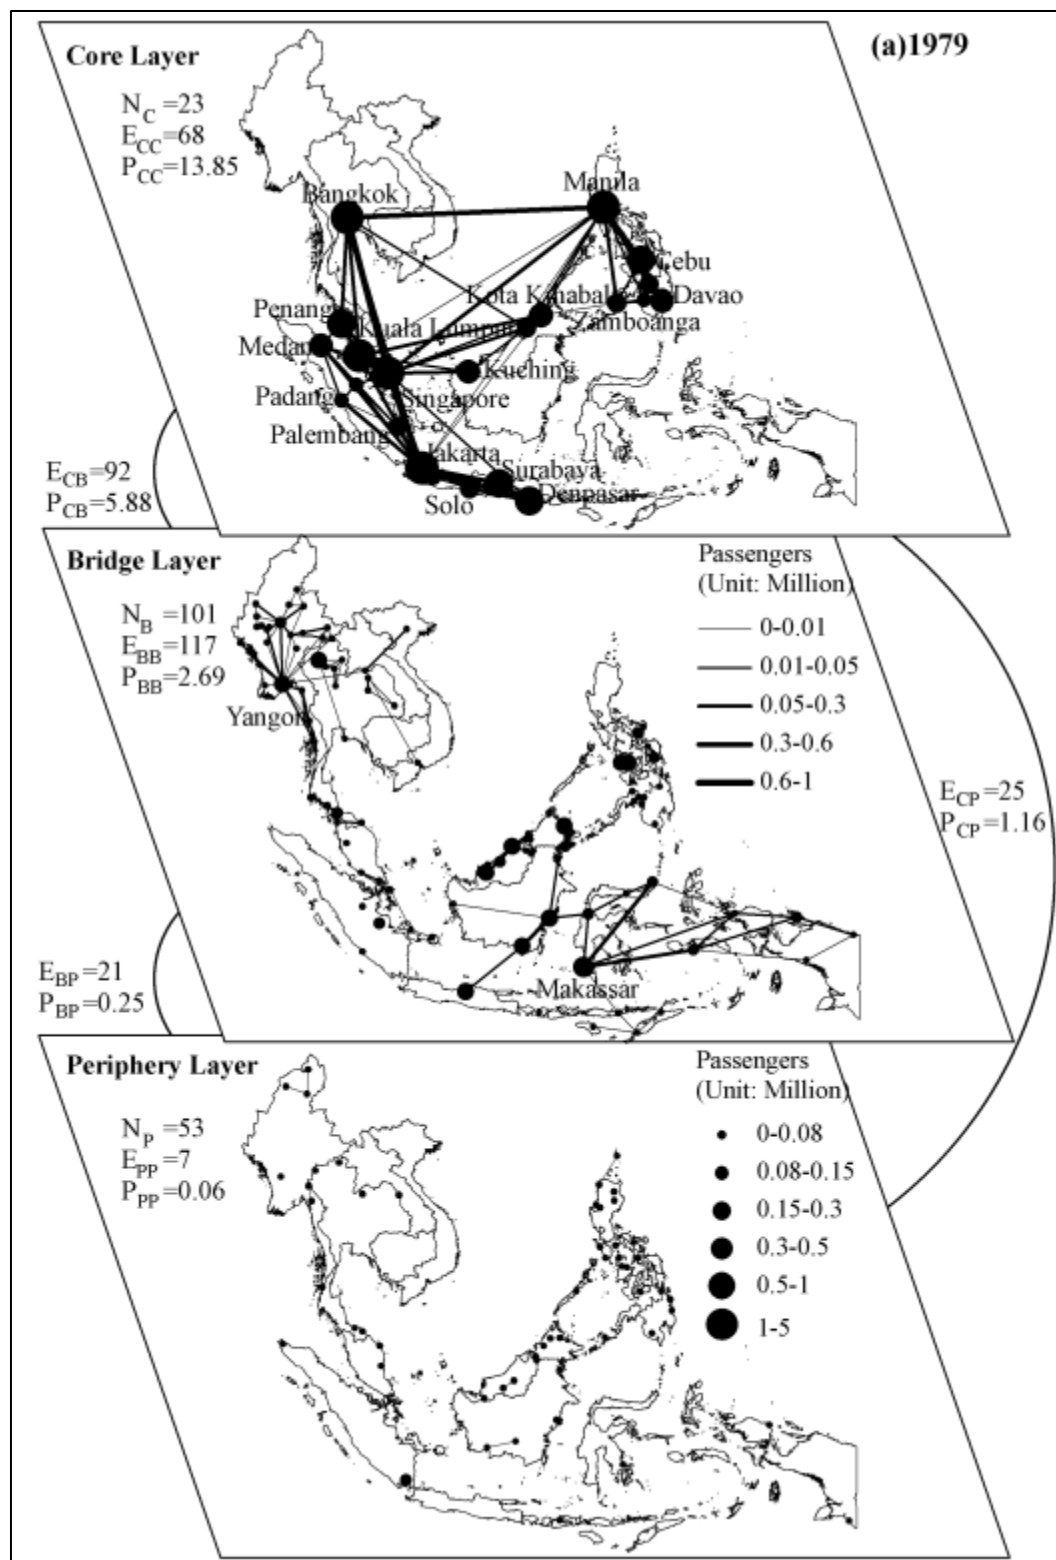 (a)1979
Core Layer
N_C =23
E_CC=68
P_CC=13.85
Bangkok
Manila
Cebu
Kota Kinabalu
Davao
Zamboanga
Penang
Kuala Lumpur
Medan
Kuching
Padang
Singapore
Palembang
Jakarta
Surabaya
Solo
Denpasar
E_CB=92
P_CB=5.88
Bridge Layer
N_B =101
E_BB=117
P_BB=2.69
Yangon
Makassar
Passengers
(Unit: Million)
0-0.01
0.01-0.05
0.05-0.3
0.3-0.6
0.6-1
E_CP=25
P_CP=1.16
E_BP=21
P_BP=0.25
Periphery Layer
N_P =53
E_PP=7
P_PP=0.06
Passengers
(Unit: Million)
0-0.08
0.08-0.15
0.15-0.3
0.3-0.5
0.5-1
1-5